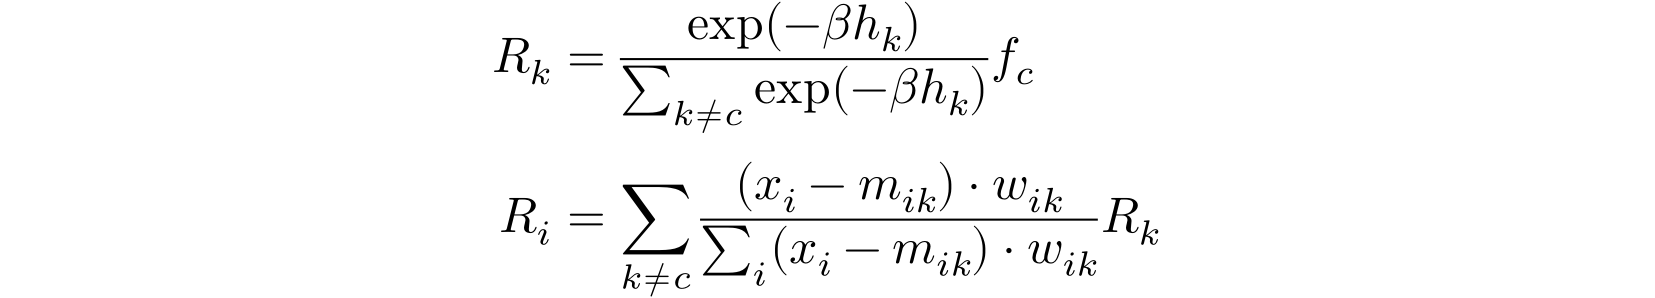 R_k = \frac{\exp(-\beta h_k)}{\sum_{k \neq c} \exp(-\beta h_k)} f_c
R_i = \sum_{k \neq c} \frac{(x_i - m_{ik}) \cdot w_{ik}}{\sum_i (x_i - m_{ik}) \cdot w_{ik}} R_k